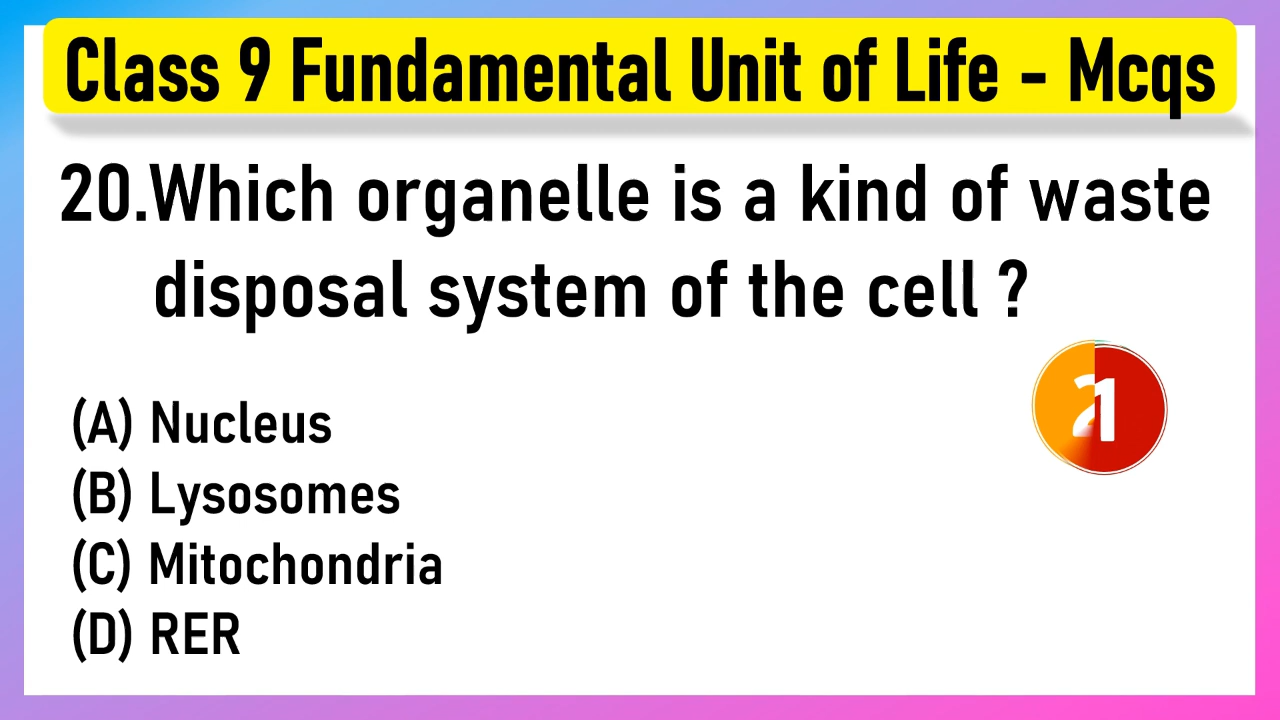 Class 9 Fundamental Unit of Life - Mcqs
20.Which organelle is a kind of waste
disposal system of the cell ?
(A) Nucleus
(B) Lysosomes
(C) Mitochondria
(D) RER
21